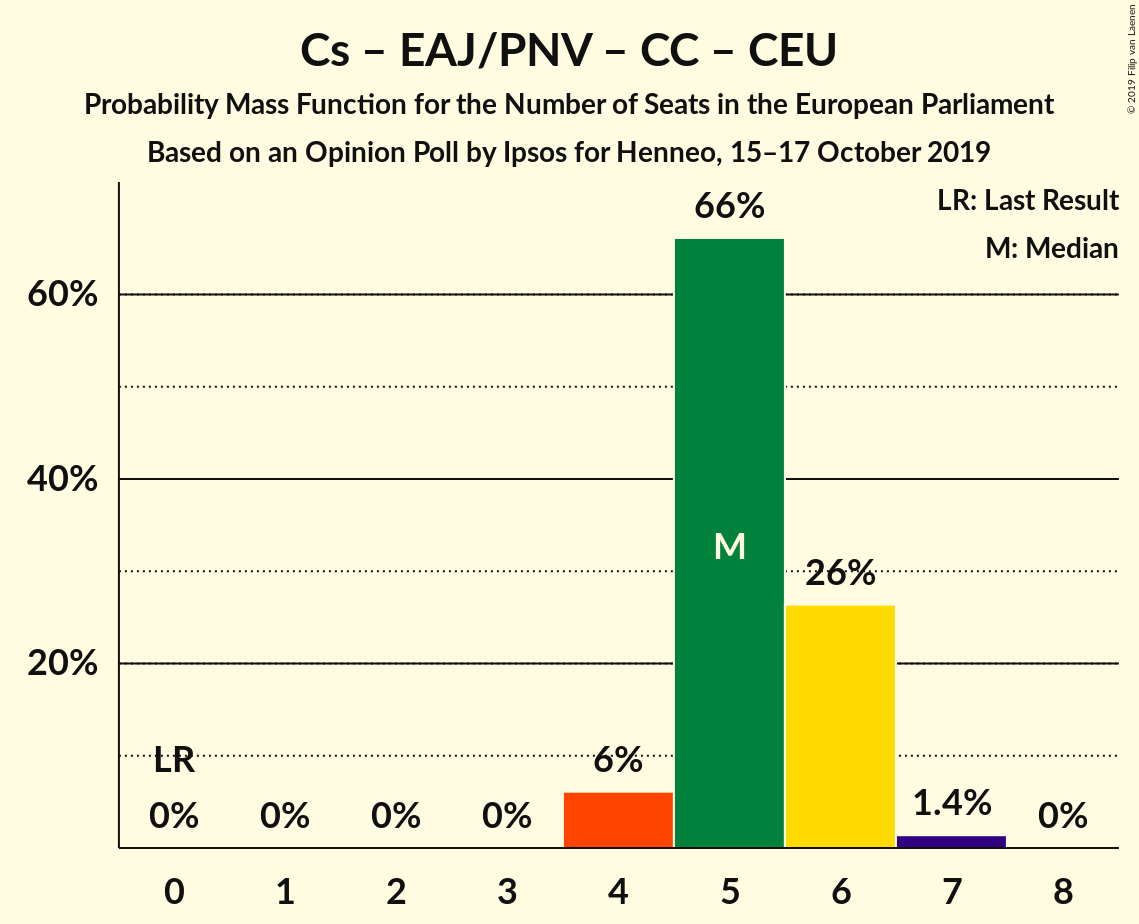 Cs – EAJ/PNV – CC – CEU
Probability Mass Function for the Number of Seats in the European Parliament
Based on an Opinion Poll by Ipsos for Henneo, 15–17 October 2019
© 2019 Filip van Laenen
LR: Last Result
M: Median
66%
60%
40%
M
26%
20%
LR
6%
1.4%
0%
0%
0%
0%
0%
0
1
2
3
4
5
6
7
8